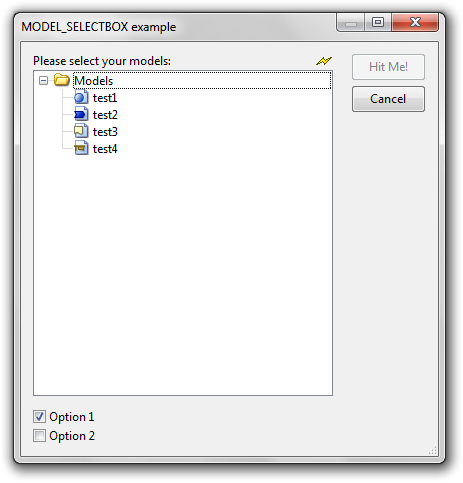 MODEL_SELECTBOX example
Please select your models:
Hit Me!
Models
Cancel
test1
test2
test3
test4
Option 1
Option 2